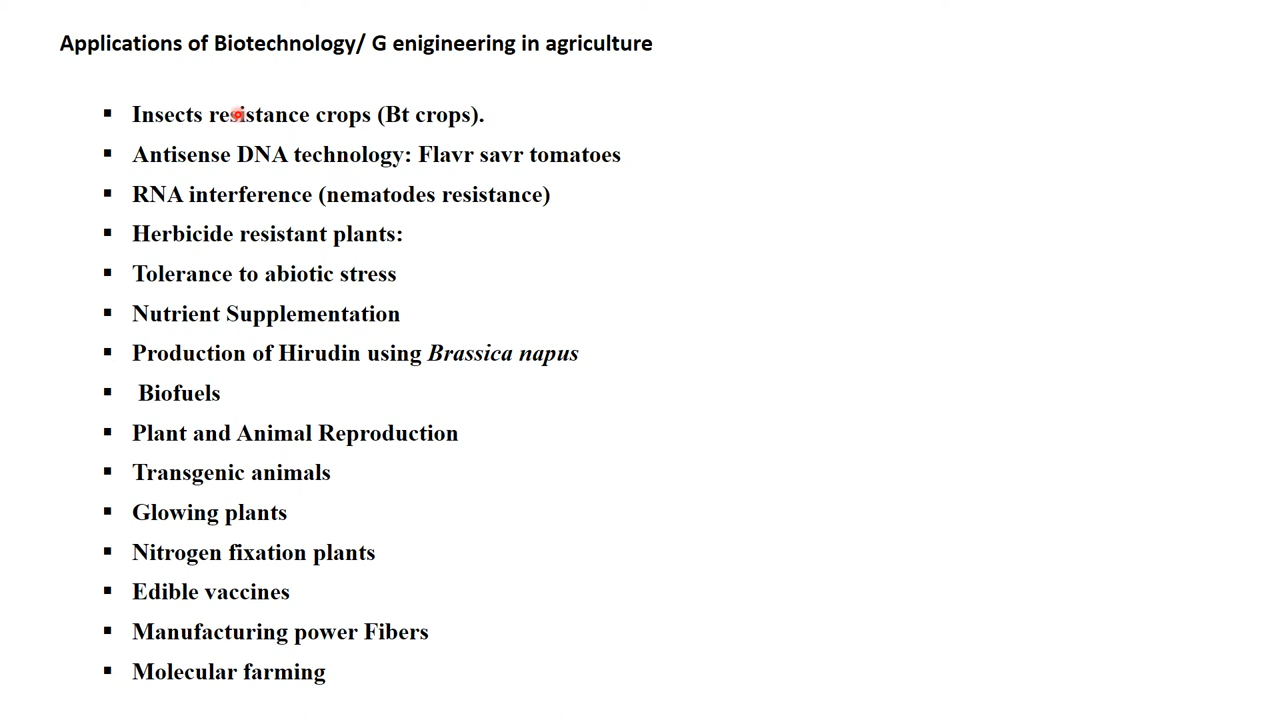 Applications of Biotechnology/ G enigineering in agriculture
▪ Insects resistance crops (Bt crops).
▪ Antisense DNA technology: Flavr savr tomatoes
▪ RNA interference (nematodes resistance)
▪ Herbicide resistant plants:
▪ Tolerance to abiotic stress
▪ Nutrient Supplementation
▪ Production of Hirudin using Brassica napus
▪ Biofuels
▪ Plant and Animal Reproduction
▪ Transgenic animals
▪ Glowing plants
▪ Nitrogen fixation plants
▪ Edible vaccines
▪ Manufacturing power Fibers
▪ Molecular farming